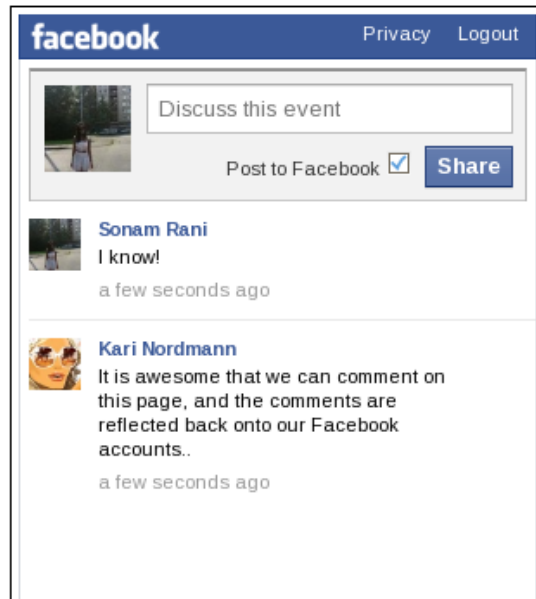 facebook Privacy Logout
Discuss this event
Post to Facebook Share
Sonam Rani
I know!
a few seconds ago
Kari Nordmann
It is awesome that we can comment on
this page, and the comments are
reflected back onto our Facebook
accounts..
a few seconds ago